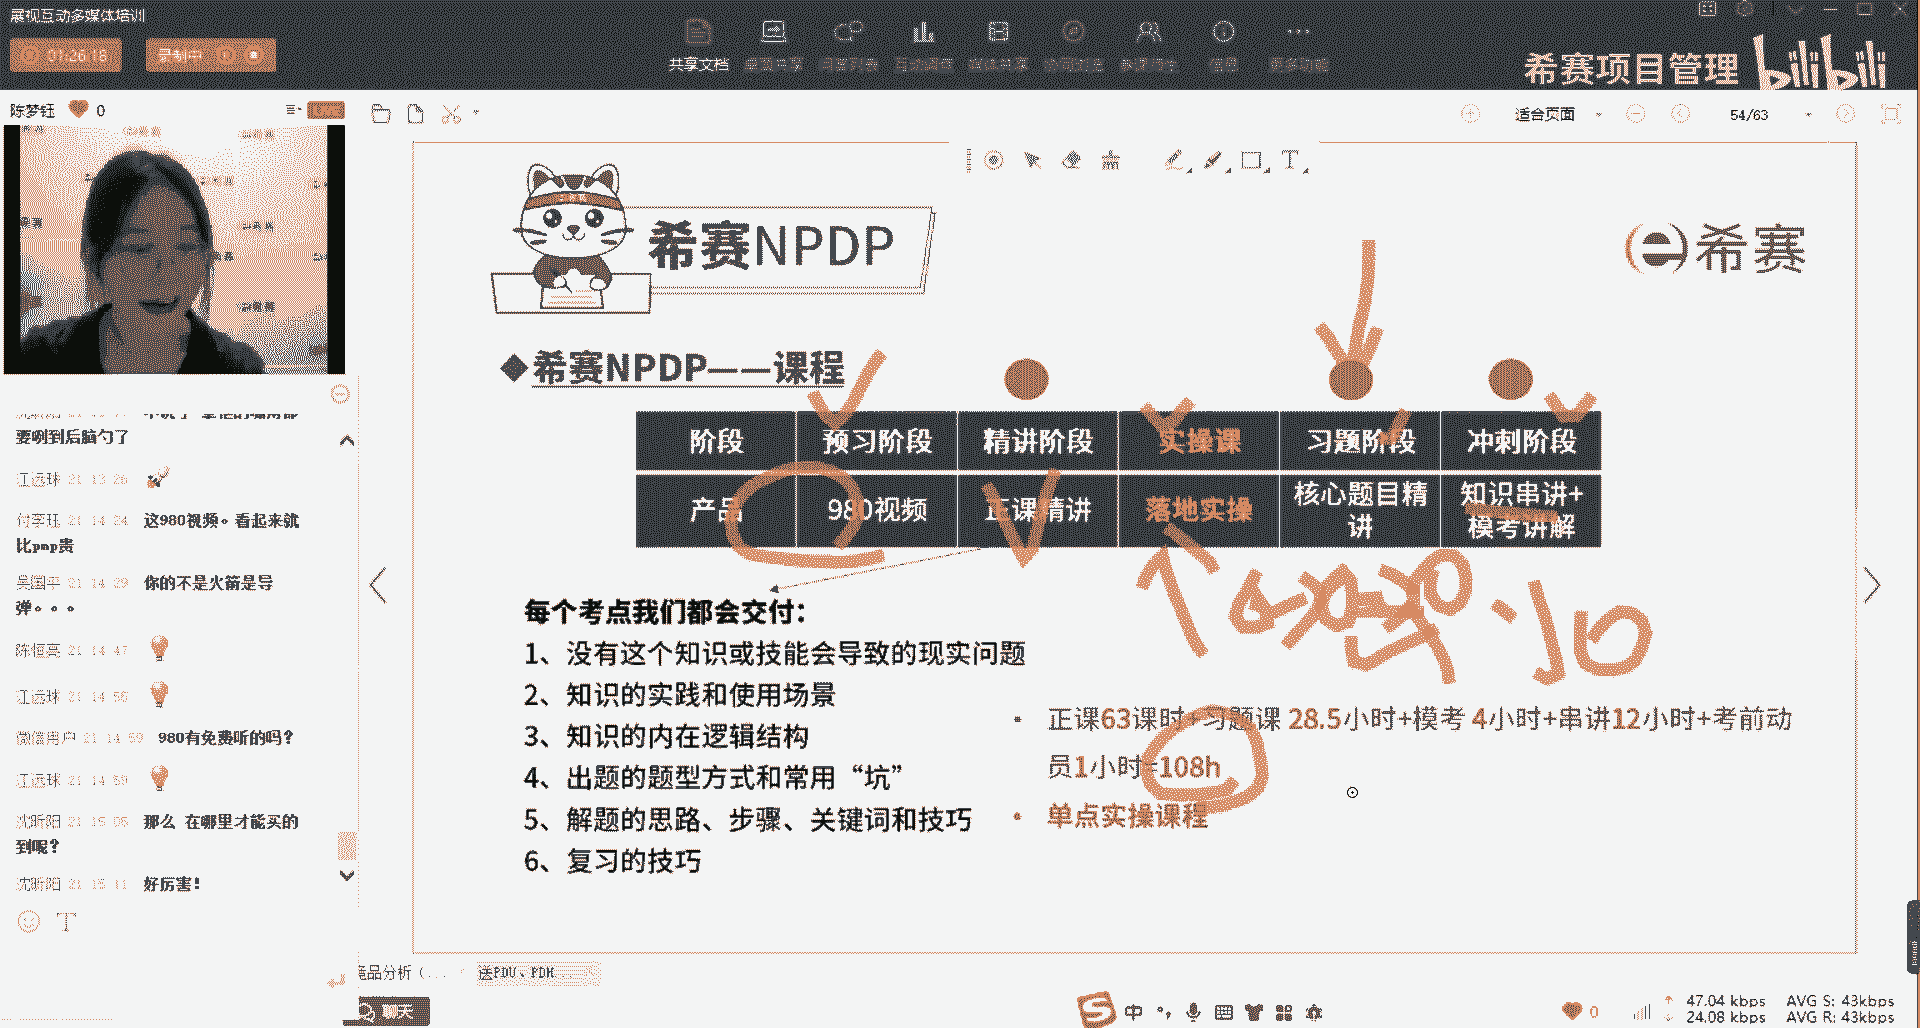 展视互动多媒体培训
01:26:18
录制中
共享文档
希赛项目管理 bilibili
陈梦钰 0
适合页面
54/63
希赛NPDP
希赛
◆希赛NPDP——课程
阶段 预习阶段 精讲阶段 实操课 习题阶段 冲刺阶段
产品 980视频 正课精讲 落地实操 核心题目精讲 知识串讲+模考讲解
每个考点我们都会交付：
1、没有这个知识或技能会导致的现实问题
2、知识的实践和使用场景
3、知识的内在逻辑结构
4、出题的题型方式和常用“坑”
5、解题的思路、步骤、关键词和技巧
6、复习的技巧
• 正课63课时+习题课 28.5小时+模考 4小时+串讲12小时+考前动
员1小时=108h
• 单点实操课程
要咧到后脑勺了
江远球 21 13 26
付李珏 21 14 24 这980视频。看起来就
比pmp贵
吴国平 21 14 29 你的不是火箭是导
弹。。。
陈恒亮 21 14 47
江远球 21 14 56
微信用户 21 14 59 980有免费听的吗？
江远球 21 14 59
沈昕阳 21 15 05 那么 在哪里才能买的
到呢？
沈昕阳 21 15 11 好厉害！
竞品分析（...
送PDU、PDM
聊天
中
0
47.04 kbps AVG S: 43kbps
24.08 kbps AVG R: 43kbps